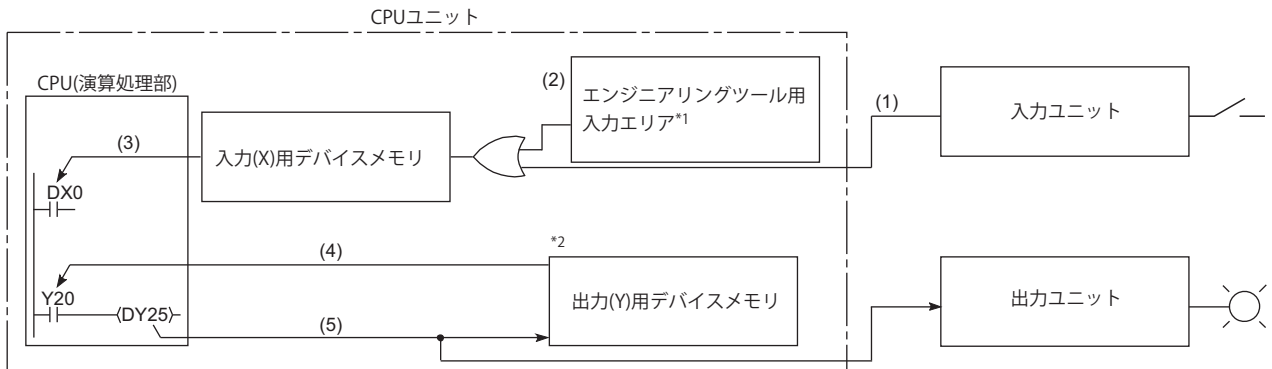 CPUユニット
CPU(演算処理部)
(2)
エンジニアリングツール用
入力エリア*1
(1)
入力ユニット
(3)
入力(X)用デバイスメモリ
DX0
*2
(4)
Y20
出力(Y)用デバイスメモリ
出力ユニット
DY25
(5)